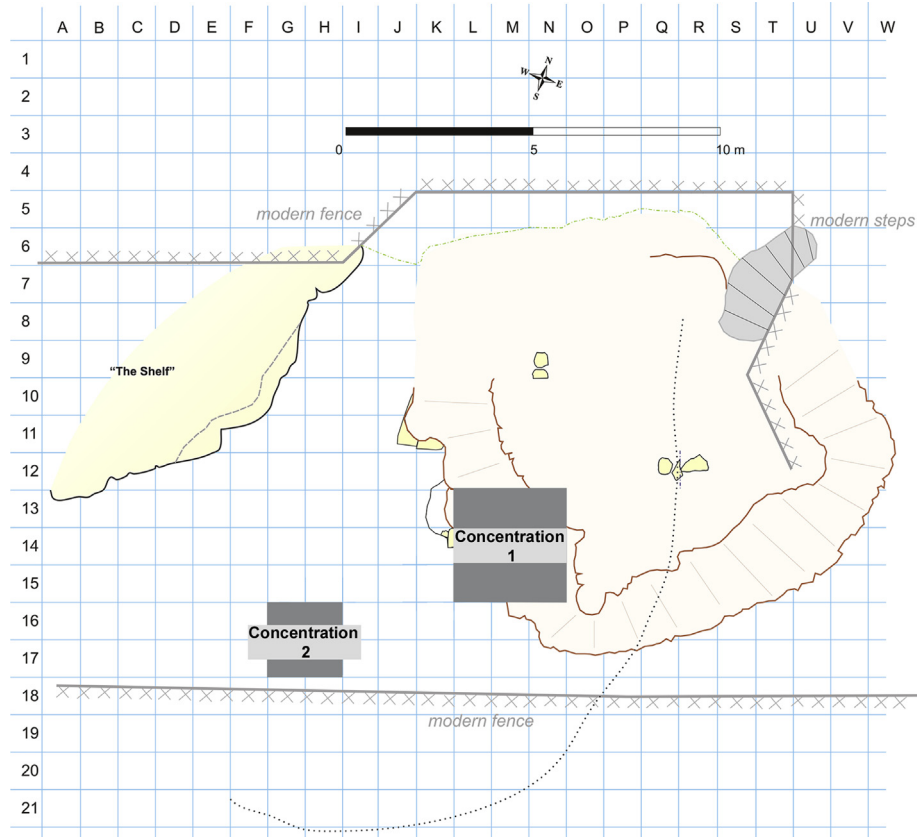 A B C D E F G H I J K L M N O P Q R S T U V W
1
N
W E
S
2
3
0 5 10 m
4
5
modern fence
modern steps
6
7
8
9
“The Shelf”
10
11
12
13
14
Concentration
1
15
16
Concentration
2
17
18
modern fence
19
20
21